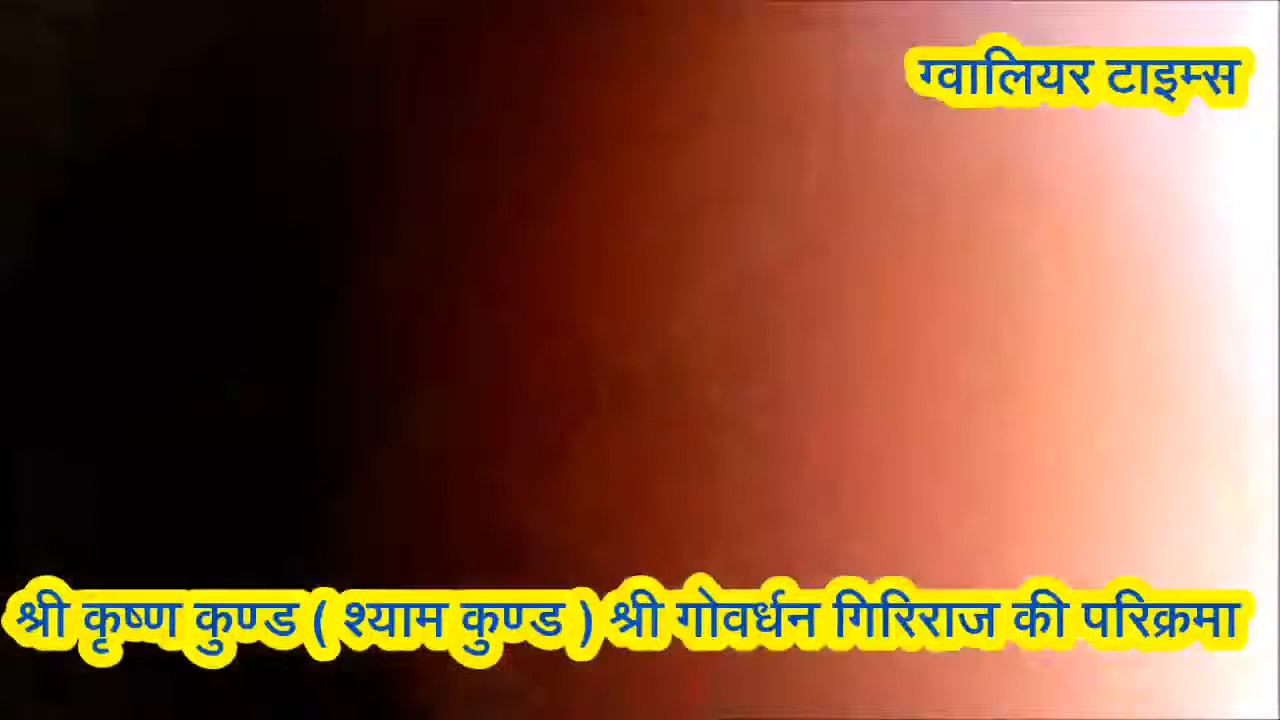 ग्वालियर टाइम्स
श्री कृष्ण कुण्ड ( श्याम कुण्ड ) श्री गोवर्धन गिरिराज की परिक्रमा